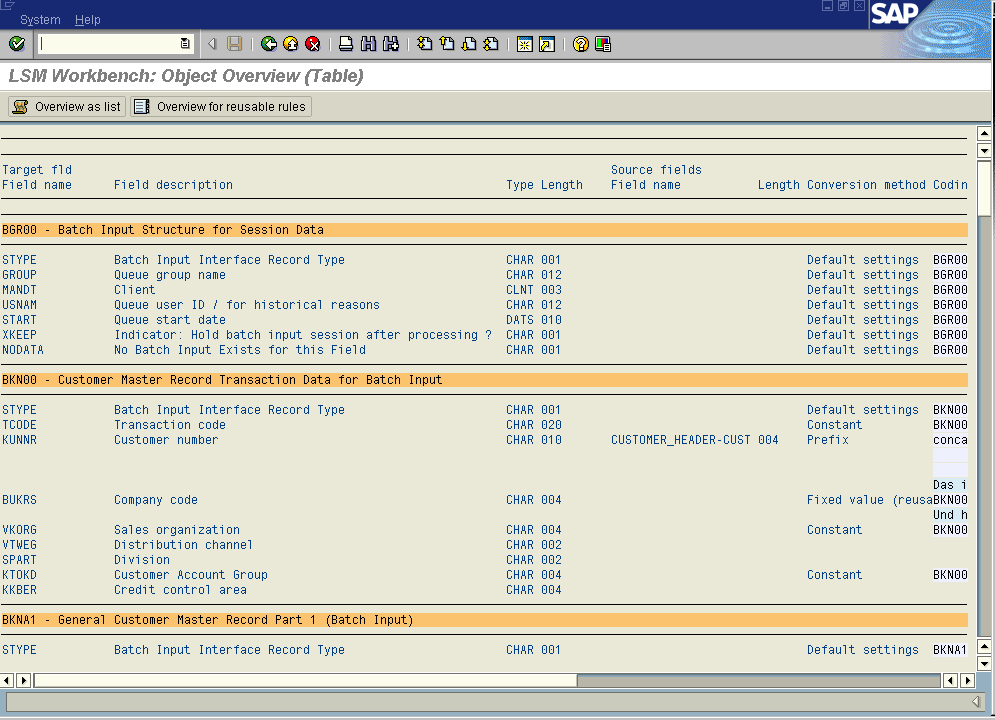 System Help
SAP
LSM Workbench: Object Overview (Table)
Overview as list Overview for reusable rules
Target fld Source fields
Field name Field description Type Length Field name Length Conversion method Codin
BGR00 - Batch Input Structure for Session Data
STYPE Batch Input Interface Record Type CHAR 001 Default settings BGR00
GROUP Queue group name CHAR 012 Default settings BGR00
MANDT Client CLNT 003 Default settings BGR00
USNAM Queue user ID / for historical reasons CHAR 012 Default settings BGR00
START Queue start date DATS 010 Default settings BGR00
XKEEP Indicator: Hold batch input session after processing ? CHAR 001 Default settings BGR00
NODATA No Batch Input Exists for this Field CHAR 001 Default settings BGR00
BKN00 - Customer Master Record Transaction Data for Batch Input
STYPE Batch Input Interface Record Type CHAR 001 Default settings BKN00
TCODE Transaction code CHAR 020 Constant BKN00
KUNNR Customer number CHAR 010 CUSTOMER_HEADER-CUST 004 Prefix conca
Das i
BUKRS Company code CHAR 004 Fixed value (reusaBKN00
Und h
VKORG Sales organization CHAR 004 Constant BKN00
VTWEG Distribution channel CHAR 002
SPART Division CHAR 002
KTOKD Customer Account Group CHAR 004 Constant BKN00
KKBER Credit control area CHAR 004
BKNA1 - General Customer Master Record Part 1 (Batch Input)
STYPE Batch Input Interface Record Type CHAR 001 Default settings BKNA1